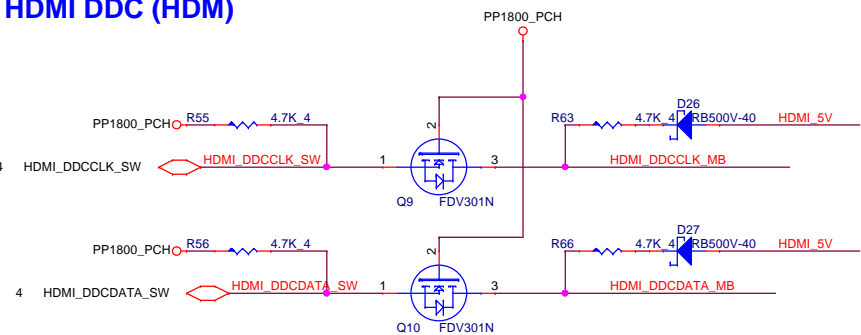 HDMI DDC (HDM)
PP1800_PCH
PP1800_PCH R55 4.7K_4
2
R63 4.7K_4 D26 RB500V-40 HDMI_5V
4 HDMI_DDCCLK_SW HDMI_DDCCLK_SW 1 3 HDMI_DDCCLK_MB
Q9 FDV301N
PP1800_PCH R56 4.7K_4
2
R66 4.7K_4 D27 RB500V-40 HDMI_5V
4 HDMI_DDCDATA_SW HDMI_DDCDATA_SW 1 3 HDMI_DDCDATA_MB
Q10 FDV301N